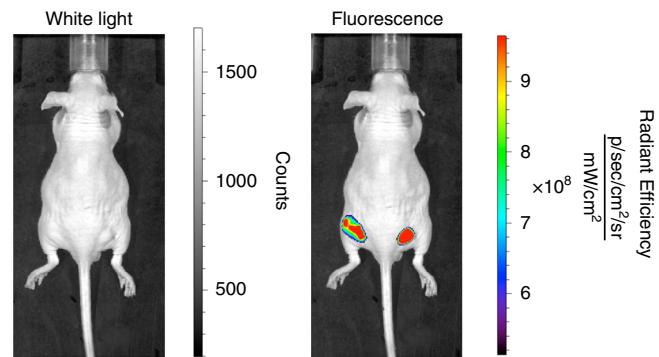 White light
Fluorescence
1500
1000
500
Counts
9
8
×10⁸
7
6
Radiant Efficiency
p/sec/cm²/sr
mW/cm²